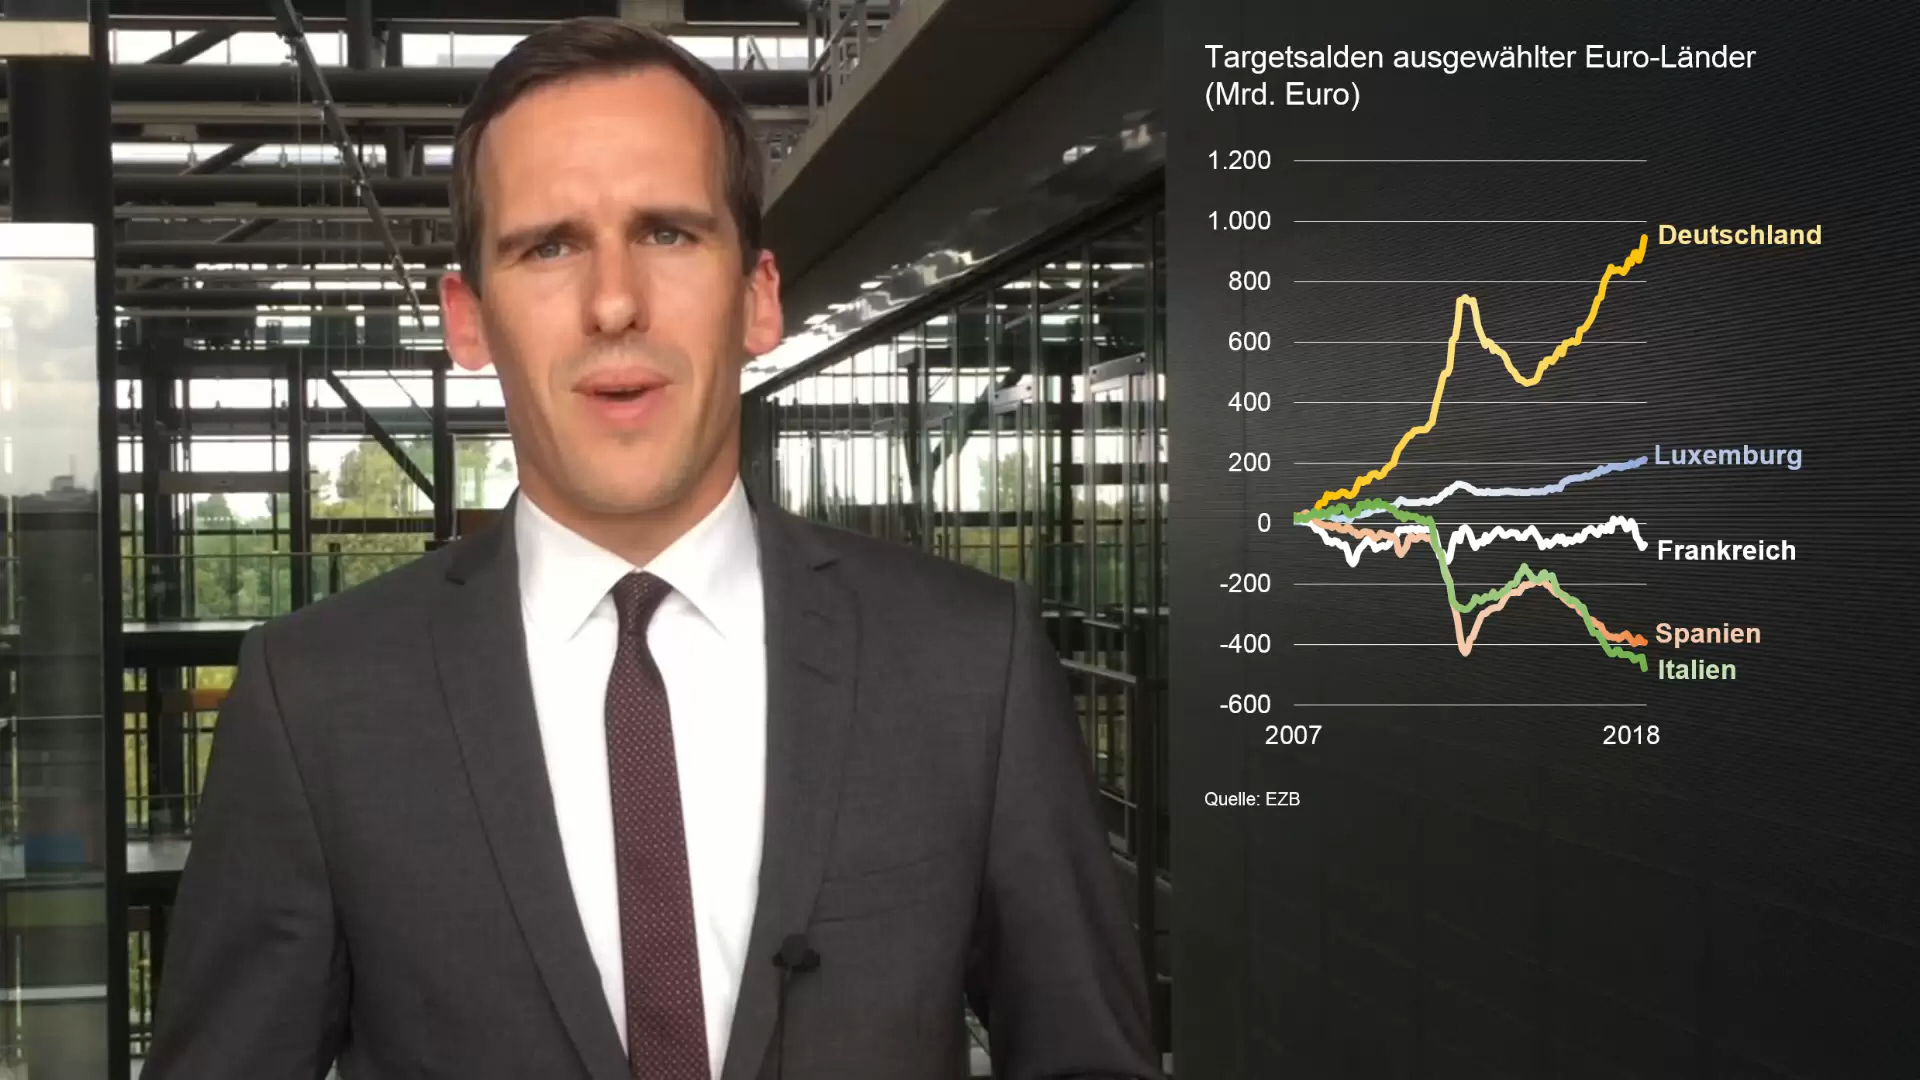 Targetsalden ausgewählter Euro-Länder
(Mrd. Euro)
1.200
1.000
800
600
400
200
0
-200
-400
-600
2007
2018
Deutschland
Luxemburg
Frankreich
Spanien
Italien
Quelle: EZB